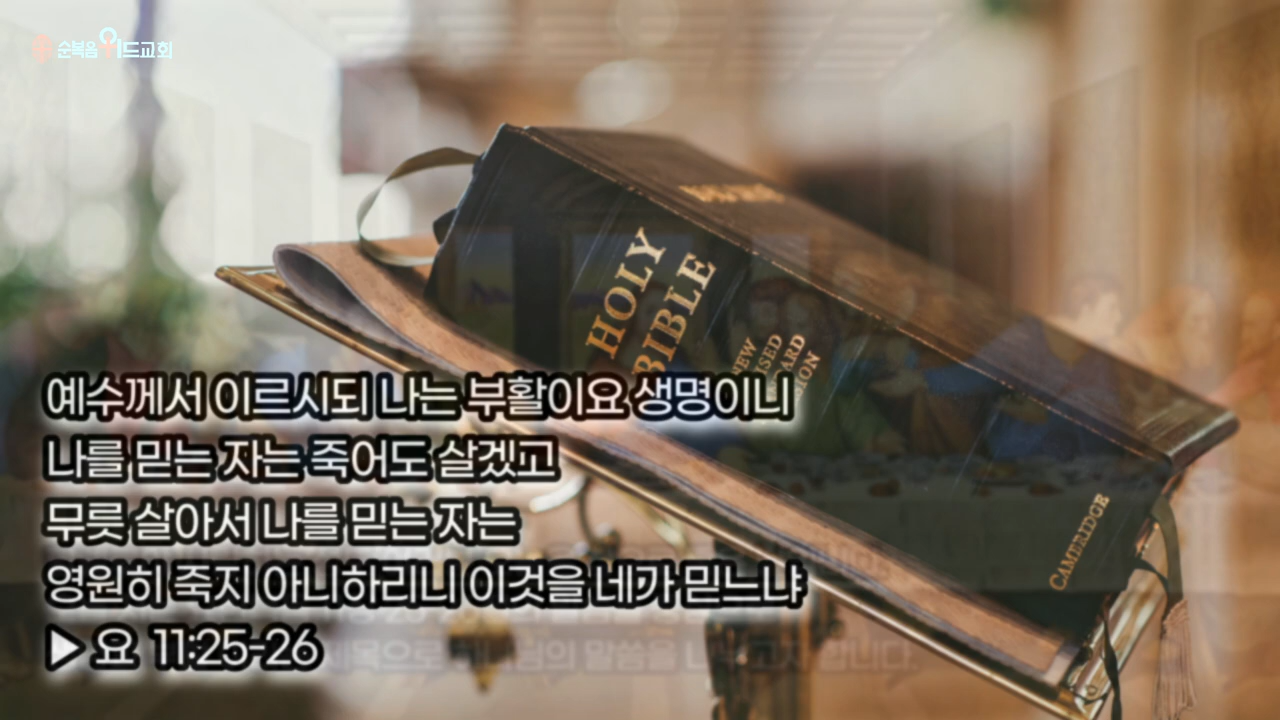 순복음위드교회
HOLY
BIBLE
NEW
CAMBRIDGE
예수께서 이르시되 나는 부활이요 생명이니
나를 믿는 자는 죽어도 살겠고
무릇 살아서 나를 믿는 자는
영원히 죽지 아니하리니 이것을 네가 믿느냐
▶ 요 11:25-26